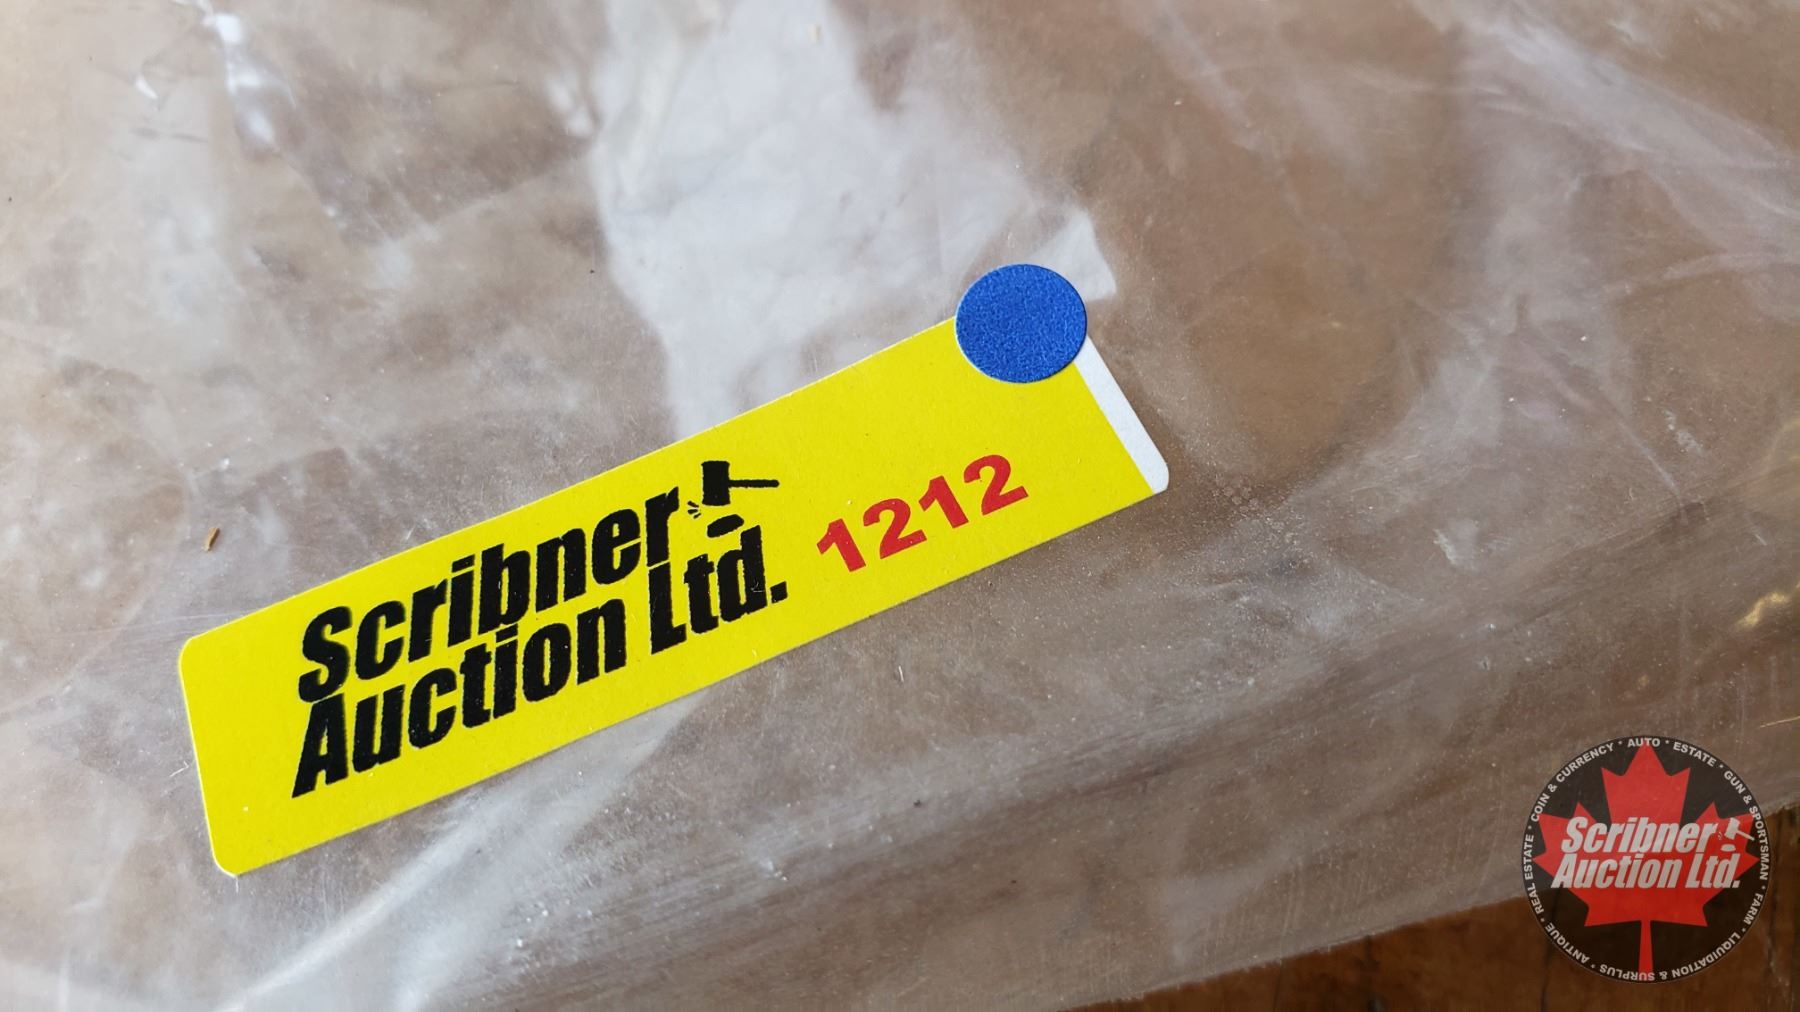 Scribner
Auction Ltd.
1212
COIN & CURRENCY * AUTO * ESTATE * GUN & SPORTSMAN * FARM * LIQUIDATION & SURPLUS * ANTIQUE * REAL ESTATE *
Scribner
Auction Ltd.